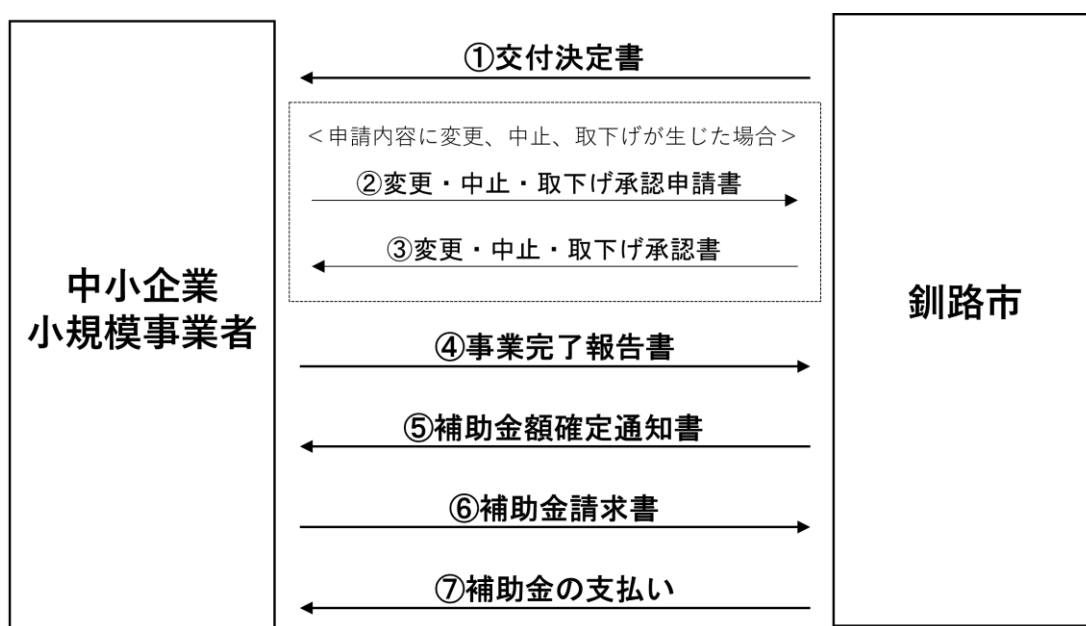 ①交付決定書
＜申請内容に変更、中止、取下げが生じた場合＞
②変更・中止・取下げ承認申請書
③変更・中止・取下げ承認書
中小企業
小規模事業者
釧路市
④事業完了報告書
⑤補助金額確定通知書
⑥補助金請求書
⑦補助金の支払い